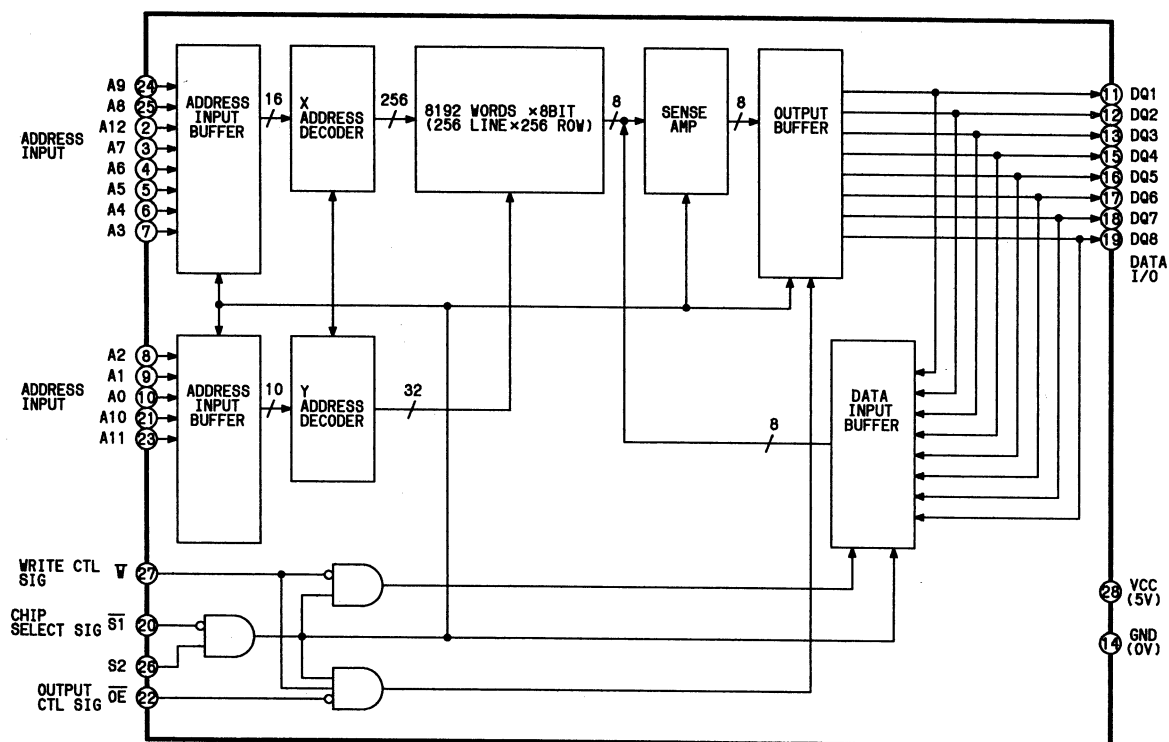 ADDRESS
INPUT
A9 24
A8 25
A12 2
A7 3
A6 4
A5 5
A4 6
A3 7
ADDRESS
INPUT
BUFFER
16
X
ADDRESS
DECODER
256
8192 WORDS ×8BIT
(256 LINE×256 ROW)
8
SENSE
AMP
8
OUTPUT
BUFFER
11 DQ1
12 DQ2
13 DQ3
15 DQ4
16 DQ5
17 DQ6
18 DQ7
19 DQ8
DATA
I/O
ADDRESS
INPUT
A2 8
A1 9
A0 10
A10 21
A11 23
ADDRESS
INPUT
BUFFER
10
Y
ADDRESS
DECODER
32
8
DATA
INPUT
BUFFER
WRITE CTL
SIG
W̅ 27
CHIP
SELECT SIG
S̅1̅ 20
S2 26
OUTPUT
CTL SIG
O̅E̅ 22
28 VCC
(5V)
14 GND
(0V)